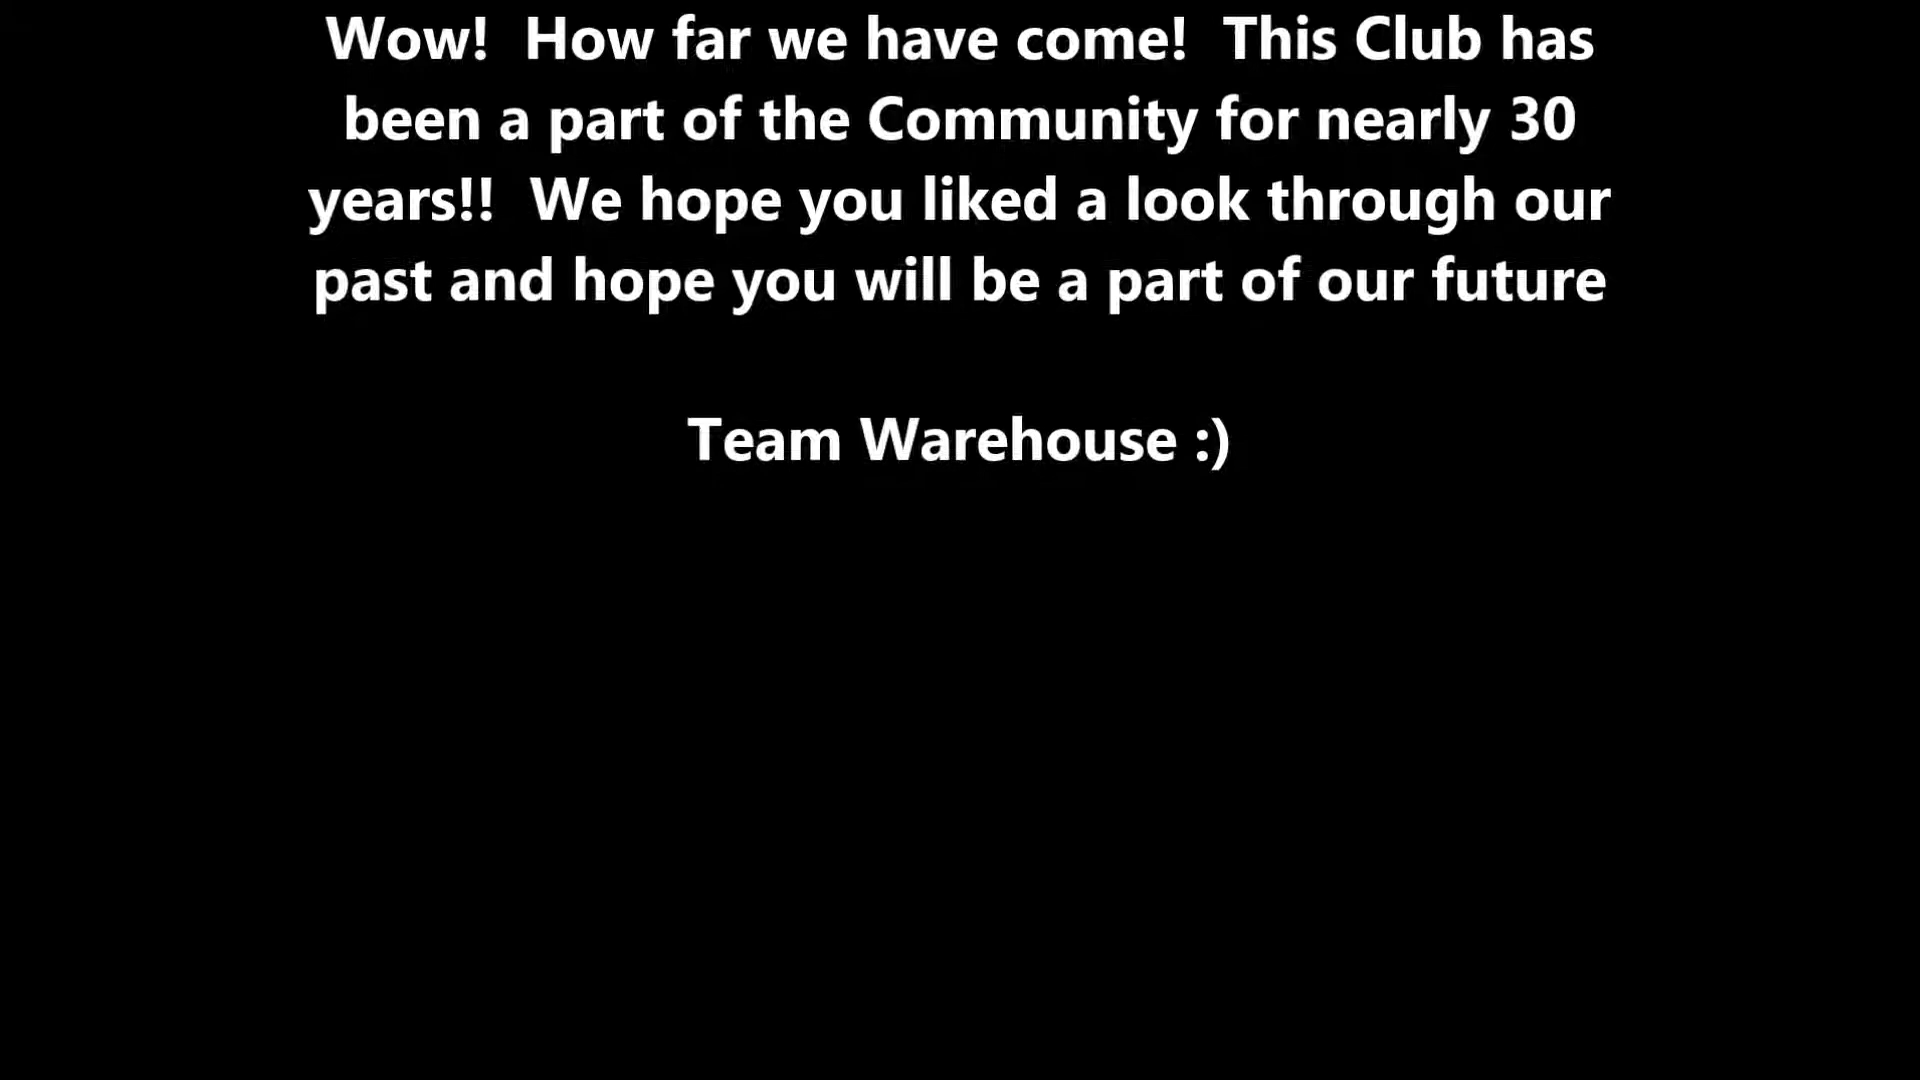 Wow!  How far we have come!  This Club has
been a part of the Community for nearly 30
years!!  We hope you liked a look through our
past and hope you will be a part of our future
Team Warehouse :)